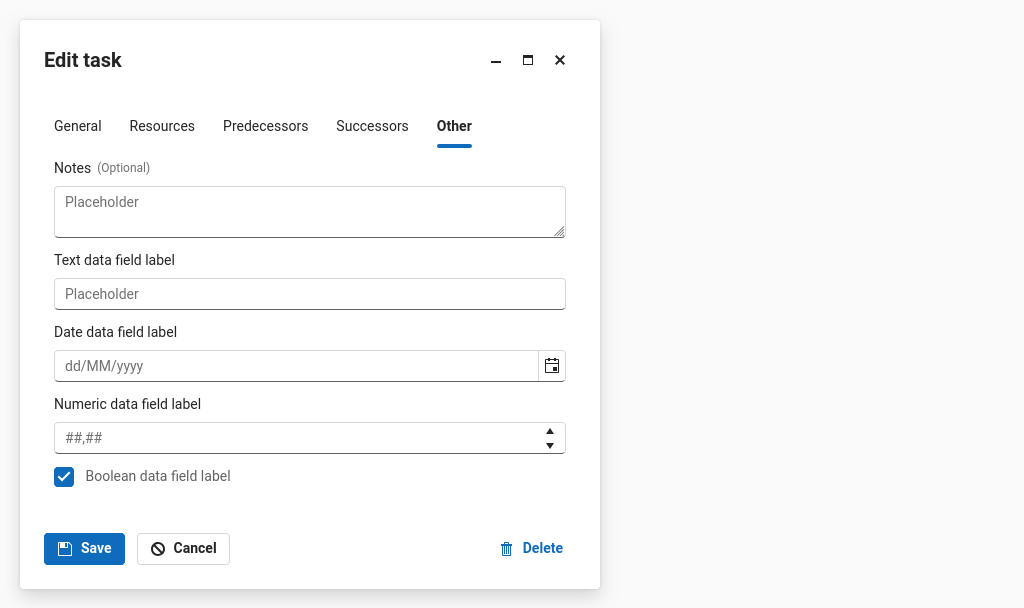 Edit task
General Resources Predecessors Successors Other
Notes (Optional)
Placeholder
Text data field label
Placeholder
Date data field label
dd/MM/yyyy
Numeric data field label
##,##
Boolean data field label
Save Cancel Delete